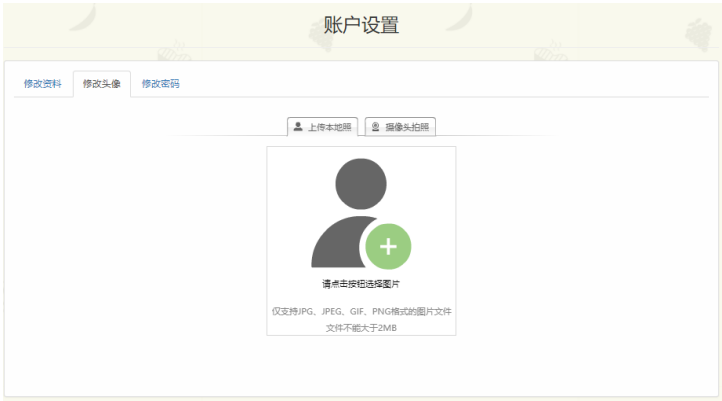 账户设置
修改资料 修改头像 修改密码
上传本地照 摄像头拍照
请点击按钮选择图片
仅支持JPG、JPEG、GIF、PNG格式的图片文件
文件不能大于2MB